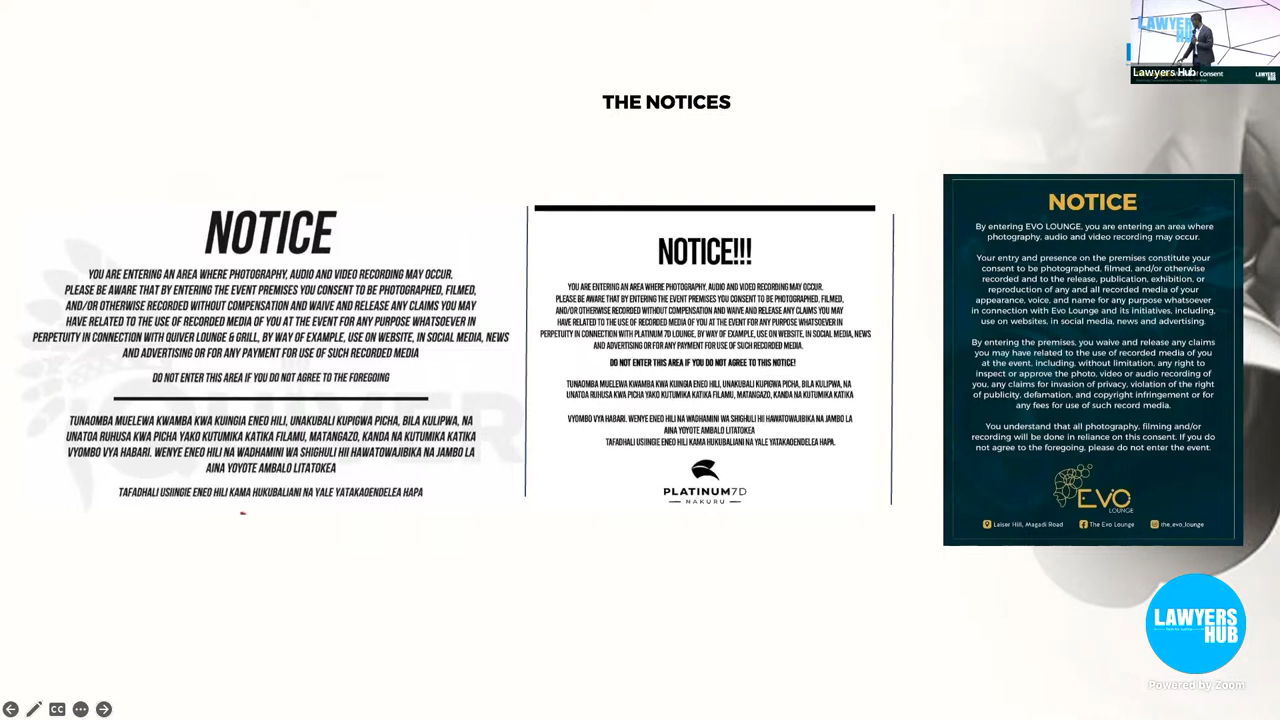 LAWYERS
HUB
Lawyers Hub
Consent
LAWYERS
HUB
THE NOTICES
NOTICE
YOU ARE ENTERING AN AREA WHERE PHOTOGRAPHY, AUDIO AND VIDEO RECORDING MAY OCCUR.
PLEASE BE AWARE THAT BY ENTERING THE EVENT PREMISES YOU CONSENT TO BE PHOTOGRAPHED, FILMED,
AND/OR OTHERWISE RECORDED WITHOUT COMPENSATION AND WAIVE AND RELEASE ANY CLAIMS YOU MAY
HAVE RELATED TO THE USE OF RECORDED MEDIA OF YOU AT THE EVENT FOR ANY PURPOSE WHATSOEVER IN
PERPETUITY IN CONNECTION WITH QUIVER LOUNGE & GRILL, BY WAY OF EXAMPLE, USE ON WEBSITE, IN SOCIAL MEDIA, NEWS
AND ADVERTISING OR FOR ANY PAYMENT FOR USE OF SUCH RECORDED MEDIA
DO NOT ENTER THIS AREA IF YOU DO NOT AGREE TO THE FOREGOING
TUNAOMBA MUELEWA KWAMBA KWA KUINGIA ENEO HILI, UNAKUBALI KUPIGWA PICHA, BILA KULIPWA, NA
UNATOA RUHUSA KWA PICHA YAKO KUTUMIKA KATIKA FILAMU, MATANGAZO, KANDA NA KUTUMIKA KATIKA
VYOMBO VYA HABARI. WENYE ENEO HILI NA WADHAMINI WA SHIGHULI HII HAWATOWAJIBIKA NA JAMBO LA
AINA YOYOTE AMBALO LITATOKEA
TAFADHALI USIINGIE ENEO HILI KAMA HUKUBALIANI NA YALE YATAKAOENDELEA HAPA
NOTICE!!!
YOU ARE ENTERING AN AREA WHERE PHOTOGRAPHY, AUDIO AND VIDEO RECORDING MAY OCCUR.
PLEASE BE AWARE THAT BY ENTERING THE EVENT PREMISES YOU CONSENT TO BE PHOTOGRAPHED, FILMED,
AND/OR OTHERWISE RECORDED WITHOUT COMPENSATION AND WAIVE AND RELEASE ANY CLAIMS YOU MAY
HAVE RELATED TO THE USE OF RECORDED MEDIA OF YOU AT THE EVENT FOR ANY PURPOSE WHATSOEVER IN
PERPETUITY IN CONNECTION WITH PLATINUM 7D LOUNGE, BY WAY OF EXAMPLE, USE ON WEBSITE, IN SOCIAL MEDIA, NEWS
AND ADVERTISING OR FOR ANY PAYMENT FOR USE OF SUCH RECORDED MEDIA.
DO NOT ENTER THIS AREA IF YOU DO NOT AGREE TO THIS NOTICE!
TUNAOMBA MUELEWA KWAMBA KWA KUINGIA ENEO HILI, UNAKUBALI KUPIGWA PICHA, BILA KULIPWA, NA
UNATOA RUHUSA KWA PICHA YAKO KUTUMIKA KATIKA FILAMU, MATANGAZO, KANDA NA KUTUMIKA KATIKA
VYOMBO VYA HABARI. WENYE ENEO HILI NA WADHAMINI WA SHIGHULI HII HAWATOWAJIBIKA NA JAMBO LA
AINA YOYOTE AMBALO LITATOKEA
TAFADHALI USIINGIE ENEO HILI KAMA HUKUBALIANI NA YALE YATAKAOENDELEA HAPA.
PLATINUM7D
NAKURU
NOTICE
By entering EVO LOUNGE, you are entering an area where
photography, audio and video recording may occur.
Your entry and presence on the premises constitute your
consent to be photographed, filmed, and/or otherwise
recorded and to the release, publication, exhibition, or
reproduction of any and all recorded media of your
appearance, voice, and name for any purpose whatsoever
in connection with Evo Lounge and its initiatives, including,
use on websites, in social media, news and advertising.
By entering the premises, you waive and release any claims
you may have related to the use of recorded media of you
at the event, including, without limitation, any right to
inspect or approve the photo, video or audio recording of
you, any claims for invasion of privacy, violation of the right
of publicity, defamation, and copyright infringement or for
any fees for use of such record media.
You understand that all photography, filming and/or
recording will be done in reliance on this consent. If you do
not agree to the foregoing, please do not enter the event.
EVO
LOUNGE
Laiser Hill, Magadi Road
The Evo Lounge
the_evo_lounge
LAWYERS
HUB
Powered by Zoom
CC